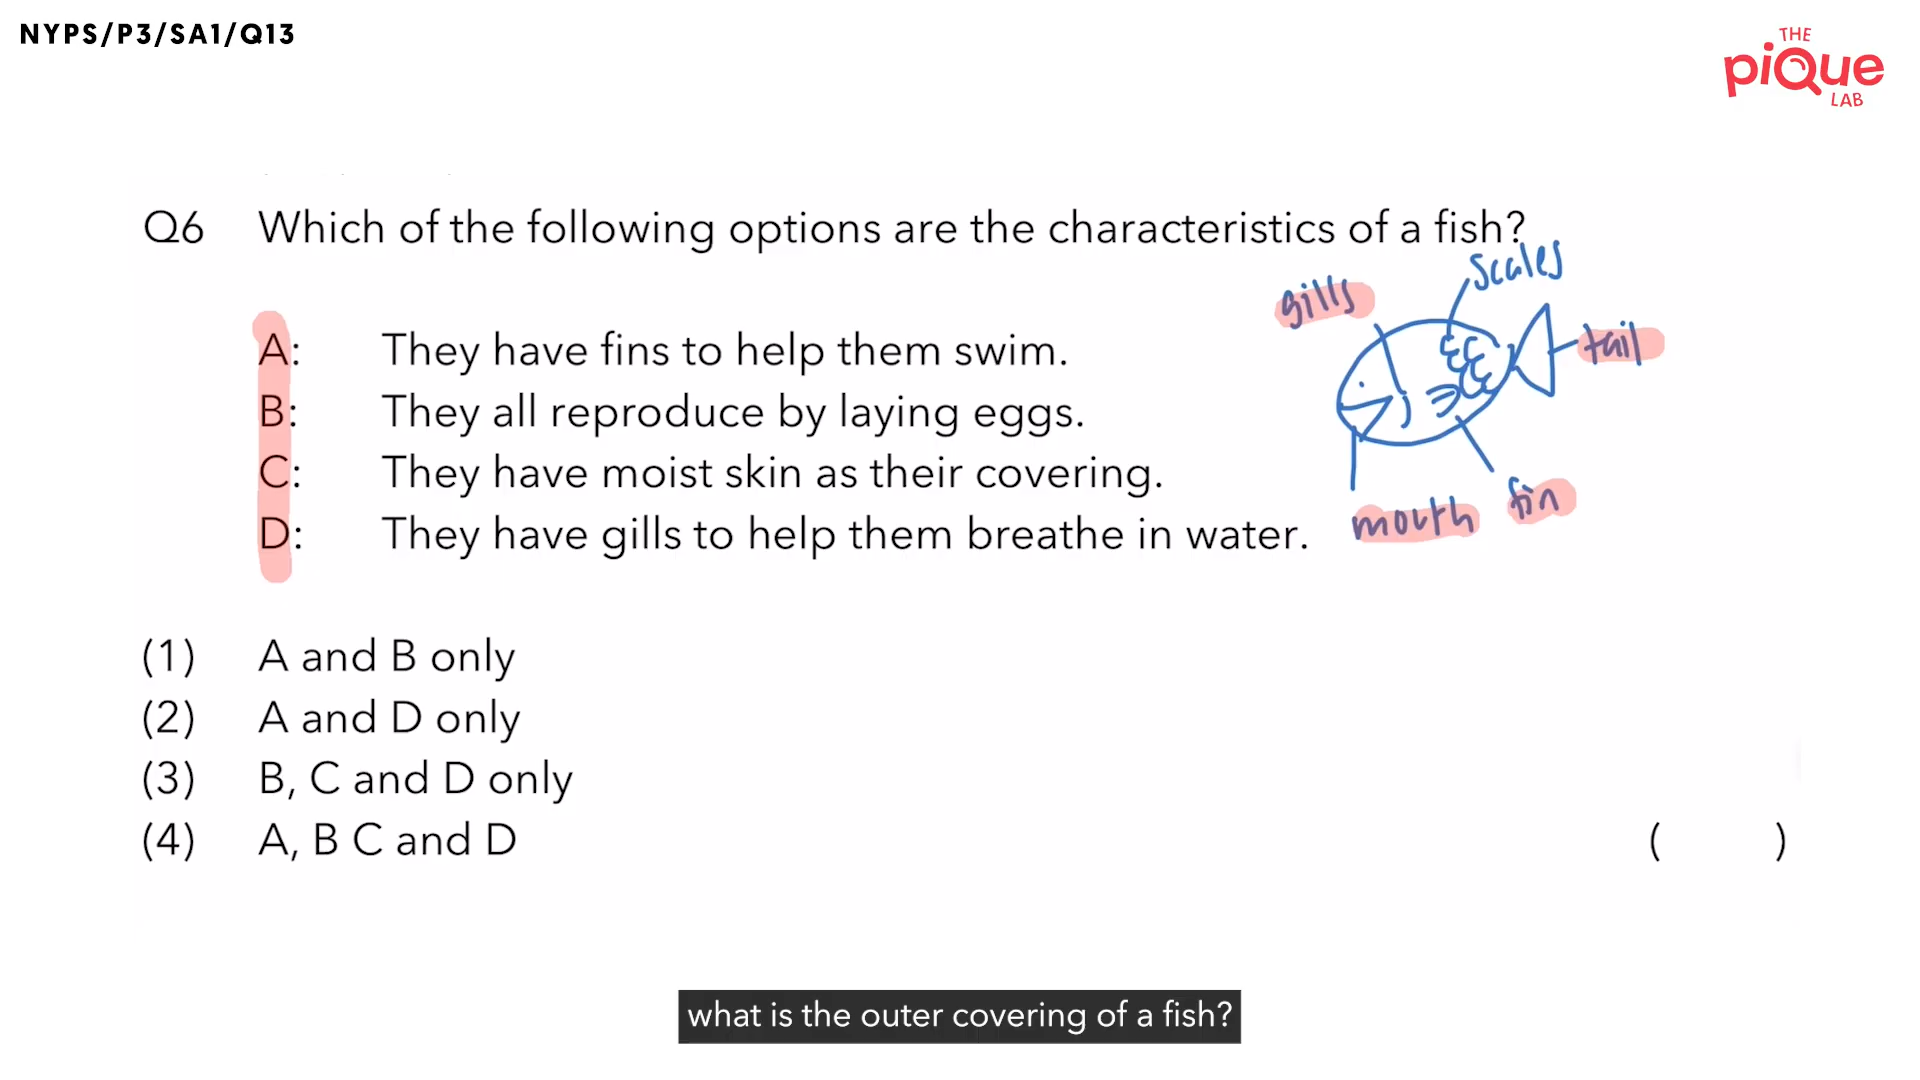 NYPS/P3/SA1/Q13
THE
piQue
LAB
Q6 Which of the following options are the characteristics of a fish?
scales
gills
tail
A: They have fins to help them swim.
B: They all reproduce by laying eggs.
C: They have moist skin as their covering.
D: They have gills to help them breathe in water.
mouth fin
(1) A and B only
(2) A and D only
(3) B, C and D only
(4) A, B C and D ( )
what is the outer covering of a fish?